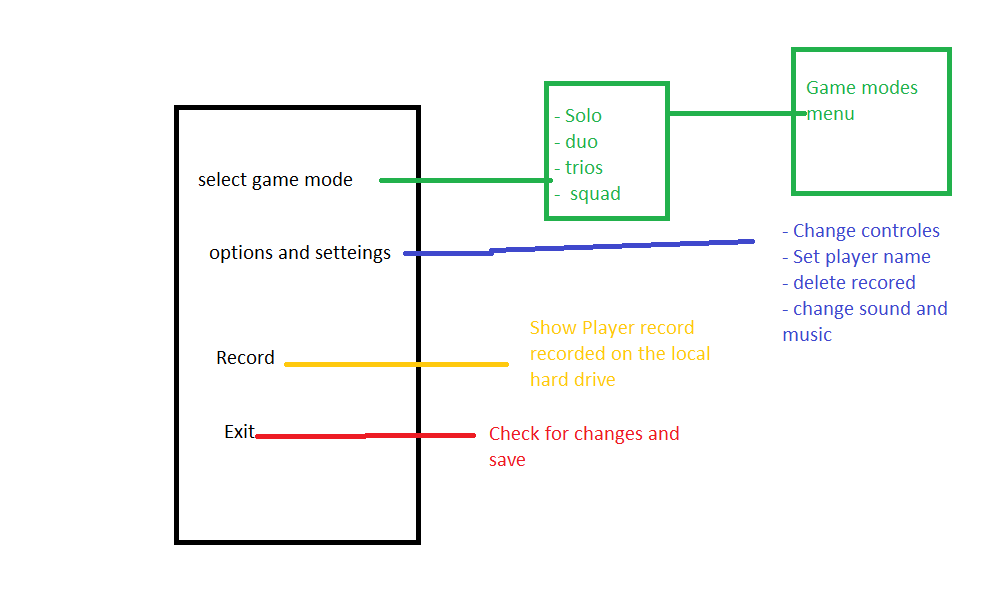 Game modes
menu
- Solo
- duo
- trios
-  squad
select game mode
options and setteings
- Change controles
- Set player name
- delete recored
- change sound and
music
Record
Show Player record
recorded on the local
hard drive
Exit
Check for changes and
save